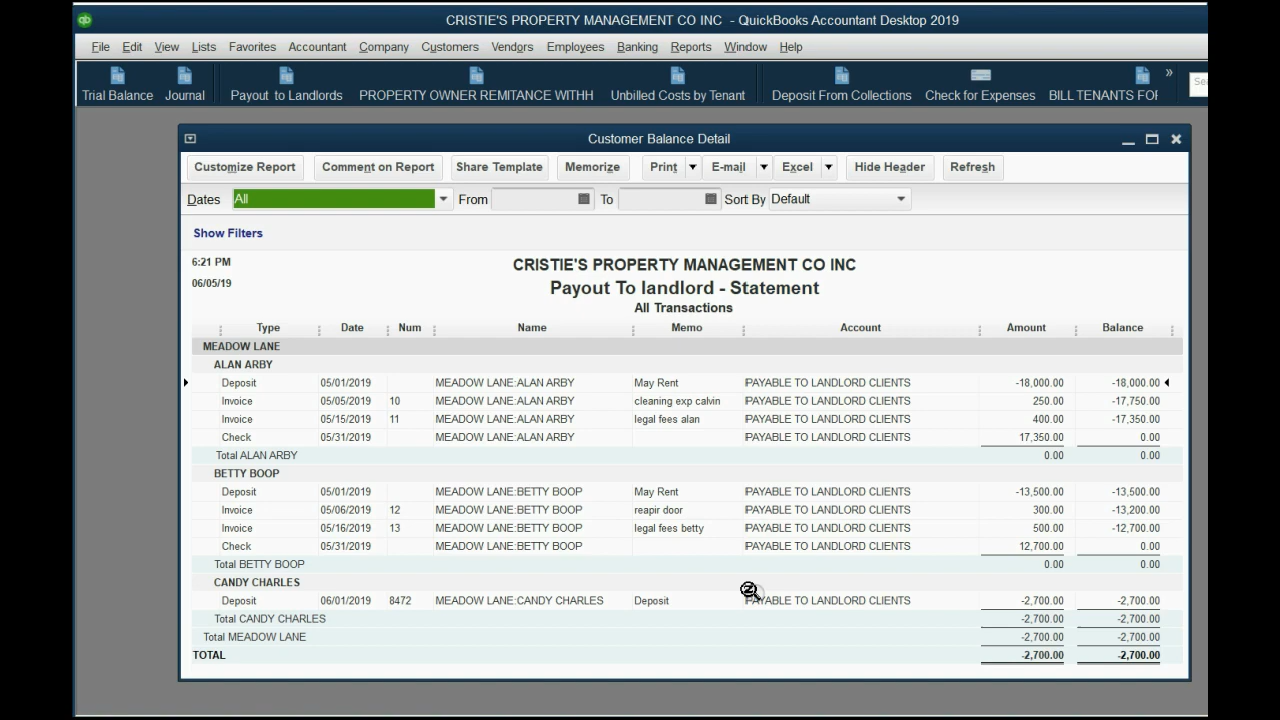 CRISTIE'S PROPERTY MANAGEMENT CO INC - QuickBooks Accountant Desktop 2019
File Edit View Lists Favorites Accountant Company Customers Vendors Employees Banking Reports Window Help
Trial Balance Journal Payout to Landlords PROPERTY OWNER REMITANCE WITHH Unbilled Costs by Tenant Deposit From Collections Check for Expenses BILL TENANTS FOF » Sea
Customer Balance Detail
Customize Report Comment on Report Share Template Memorize Print E-mail Excel Hide Header Refresh
Dates All From To Sort By Default
Show Filters
6:21 PM CRISTIE'S PROPERTY MANAGEMENT CO INC
06/05/19 Payout To landlord - Statement
All Transactions
Type Date Num Name Memo Account Amount Balance
MEADOW LANE
ALAN ARBY
Deposit 05/01/2019 MEADOW LANE:ALAN ARBY May Rent PAYABLE TO LANDLORD CLIENTS -18,000.00 -18,000.00
Invoice 05/05/2019 10 MEADOW LANE:ALAN ARBY cleaning exp calvin PAYABLE TO LANDLORD CLIENTS 250.00 -17,750.00
Invoice 05/15/2019 11 MEADOW LANE:ALAN ARBY legal fees alan PAYABLE TO LANDLORD CLIENTS 400.00 -17,350.00
Check 05/31/2019 MEADOW LANE:ALAN ARBY PAYABLE TO LANDLORD CLIENTS 17,350.00 0.00
Total ALAN ARBY 0.00 0.00
BETTY BOOP
Deposit 05/01/2019 MEADOW LANE:BETTY BOOP May Rent PAYABLE TO LANDLORD CLIENTS -13,500.00 -13,500.00
Invoice 05/06/2019 12 MEADOW LANE:BETTY BOOP reapir door PAYABLE TO LANDLORD CLIENTS 300.00 -13,200.00
Invoice 05/16/2019 13 MEADOW LANE:BETTY BOOP legal fees betty PAYABLE TO LANDLORD CLIENTS 500.00 -12,700.00
Check 05/31/2019 MEADOW LANE:BETTY BOOP PAYABLE TO LANDLORD CLIENTS 12,700.00 0.00
Total BETTY BOOP 0.00 0.00
CANDY CHARLES
Deposit 06/01/2019 8472 MEADOW LANE:CANDY CHARLES Deposit PAYABLE TO LANDLORD CLIENTS -2,700.00 -2,700.00
Total CANDY CHARLES -2,700.00 -2,700.00
Total MEADOW LANE -2,700.00 -2,700.00
TOTAL -2,700.00 -2,700.00